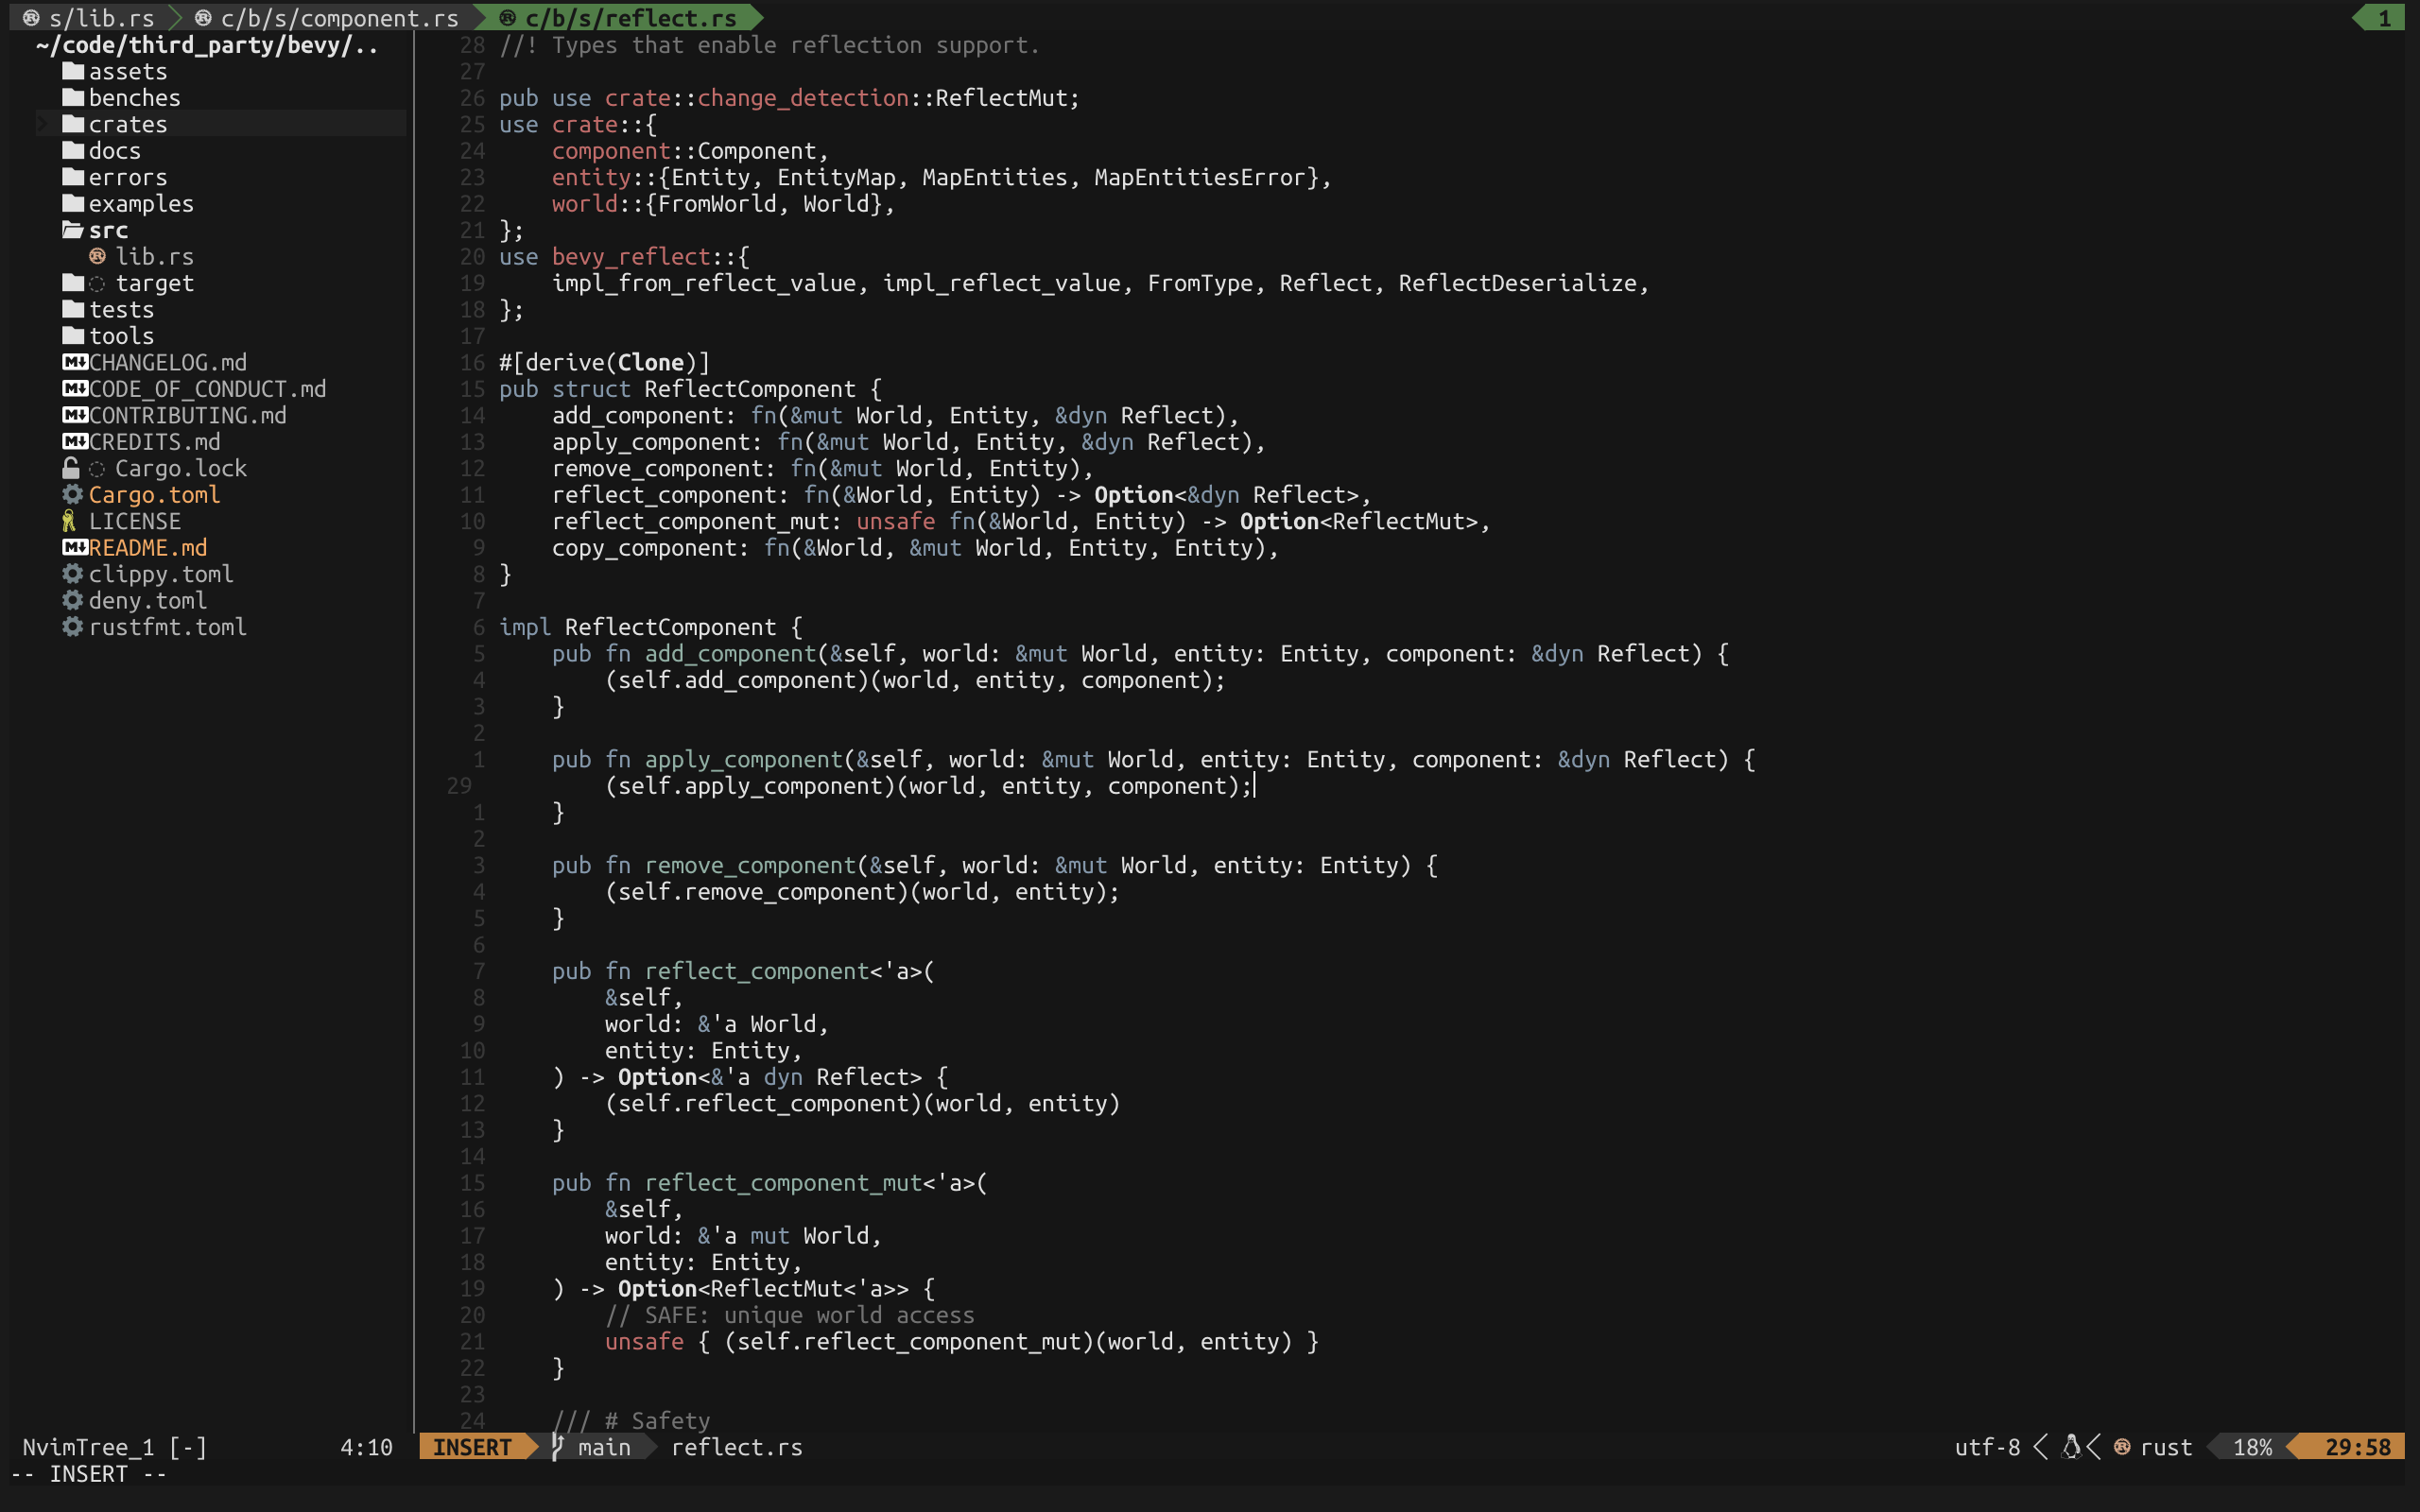 s/lib.rs c/b/s/component.rs c/b/s/reflect.rs 1
~/code/third_party/bevy/..
assets
benches
crates
docs
errors
examples
src
lib.rs
target
tests
tools
CHANGELOG.md
CODE_OF_CONDUCT.md
CONTRIBUTING.md
CREDITS.md
Cargo.lock
Cargo.toml
LICENSE
README.md
clippy.toml
deny.toml
rustfmt.toml
28 //! Types that enable reflection support.
27
26 pub use crate::change_detection::ReflectMut;
25 use crate::{
24     component::Component,
23     entity::{Entity, EntityMap, MapEntities, MapEntitiesError},
22     world::{FromWorld, World},
21 };
20 use bevy_reflect::{
19     impl_from_reflect_value, impl_reflect_value, FromType, Reflect, ReflectDeserialize,
18 };
17
16 #[derive(Clone)]
15 pub struct ReflectComponent {
14     add_component: fn(&mut World, Entity, &dyn Reflect),
13     apply_component: fn(&mut World, Entity, &dyn Reflect),
12     remove_component: fn(&mut World, Entity),
11     reflect_component: fn(&World, Entity) -> Option<&dyn Reflect>,
10     reflect_component_mut: unsafe fn(&World, Entity) -> Option<ReflectMut>,
9     copy_component: fn(&World, &mut World, Entity, Entity),
8 }
7
6 impl ReflectComponent {
5     pub fn add_component(&self, world: &mut World, entity: Entity, component: &dyn Reflect) {
4         (self.add_component)(world, entity, component);
3     }
2
1     pub fn apply_component(&self, world: &mut World, entity: Entity, component: &dyn Reflect) {
29         (self.apply_component)(world, entity, component);
1     }
2
3     pub fn remove_component(&self, world: &mut World, entity: Entity) {
4         (self.remove_component)(world, entity);
5     }
6
7     pub fn reflect_component<'a>(
8         &self,
9         world: &'a World,
10         entity: Entity,
11     ) -> Option<&'a dyn Reflect> {
12         (self.reflect_component)(world, entity)
13     }
14
15     pub fn reflect_component_mut<'a>(
16         &self,
17         world: &'a mut World,
18         entity: Entity,
19     ) -> Option<ReflectMut<'a>> {
20         // SAFE: unique world access
21         unsafe { (self.reflect_component_mut)(world, entity) }
22     }
23
24     /// # Safety
NvimTree_1 [-] 4:10 INSERT main reflect.rs utf-8 rust 18% 29:58
-- INSERT --